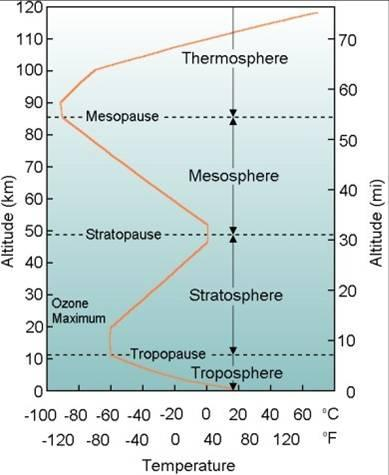 120
110
100
90
80
70
60
50
40
30
20
10
0
Altitude (km)
Thermosphere
Mesopause
Mesosphere
Stratopause
Stratosphere
Ozone
Maximum
Tropopause
Troposphere
70
60
50
40
30
20
10
0
Altitude (mi)
-100 -80 -60 -40 -20 0 20 40 60 °C
-120 -80 -40 0 40 80 120 °F
Temperature